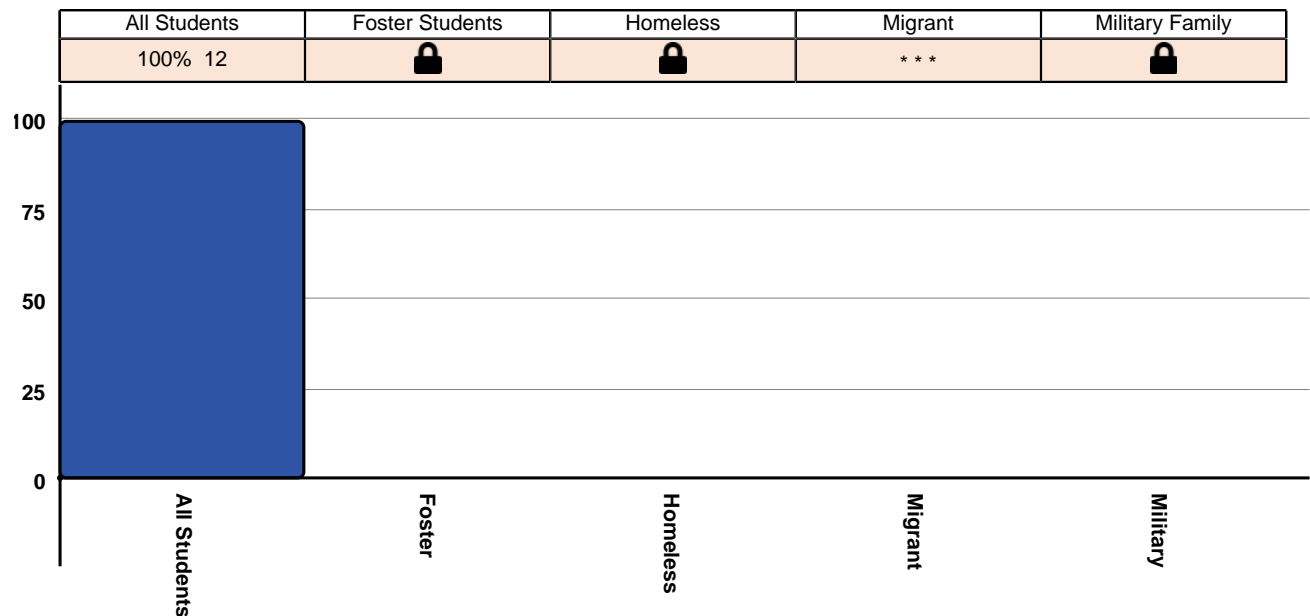 All Students Foster Students Homeless Migrant Military Family
100% 12 * * *
100
75
50
25
0
All Students Foster Homeless Migrant Military